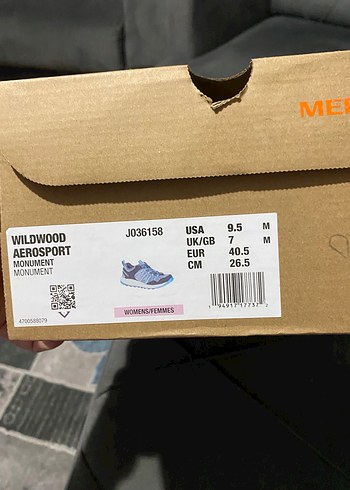 WILDWOOD
AEROSPORT
MONUMENT
MONUMENT
J036158
USA 9.5 M
UK/GB 7 M
EUR 40.5
CM 26.5
WOMENS/FEMMES
4700588079